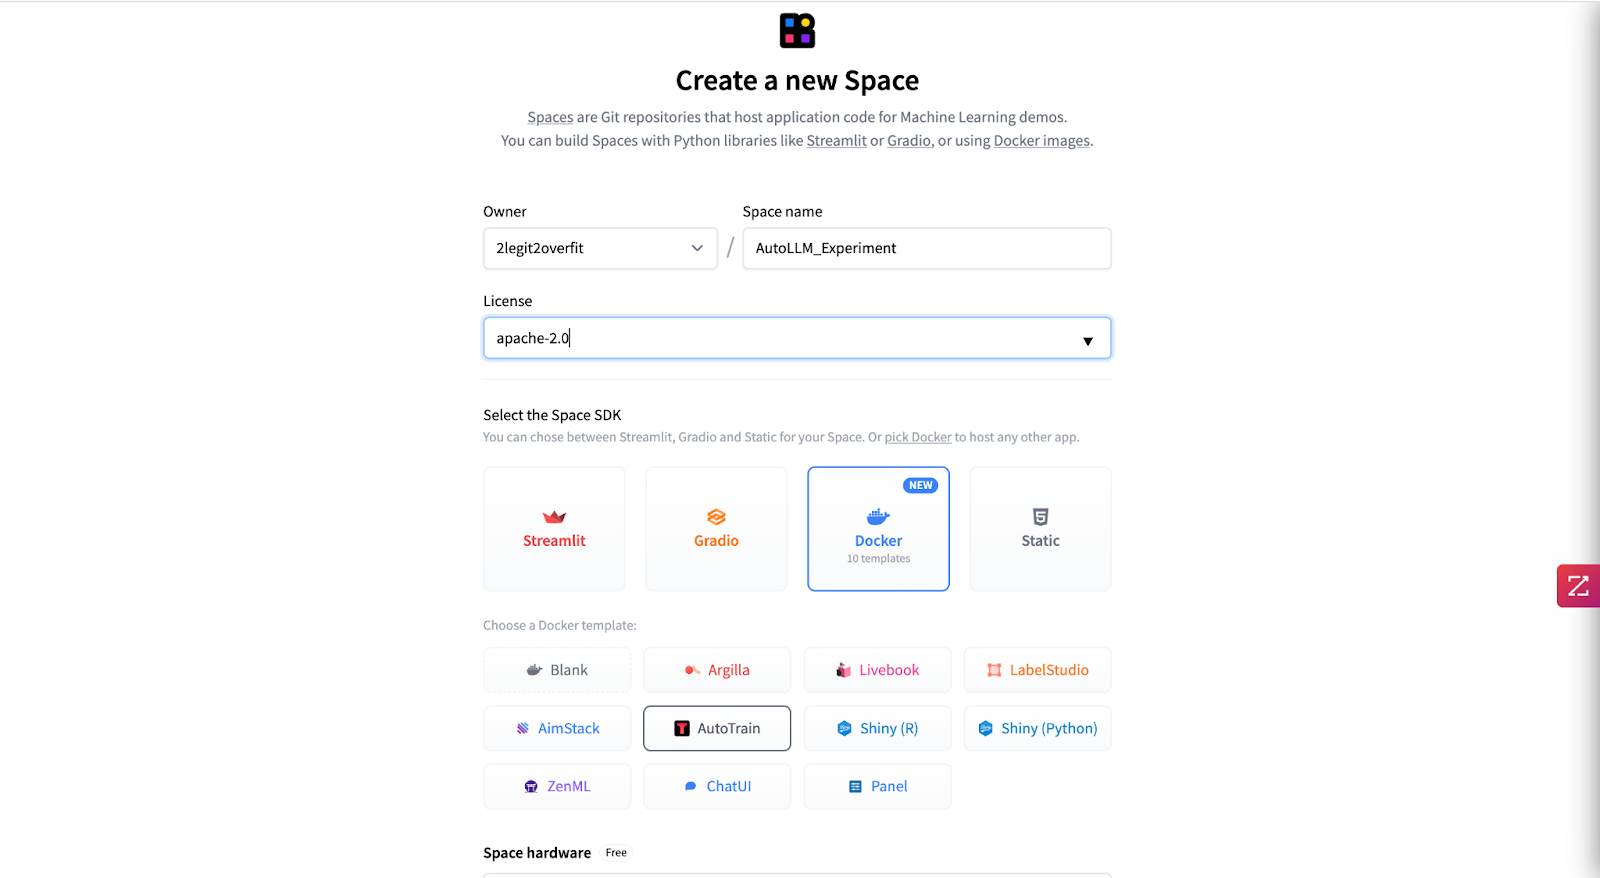 Create a new Space
Spaces are Git repositories that host application code for Machine Learning demos.
You can build Spaces with Python libraries like Streamlit or Gradio, or using Docker images.
Owner
Space name
2legit2overfit
/
AutoLLM_Experiment
License
apache-2.0
Select the Space SDK
You can chose between Streamlit, Gradio and Static for your Space. Or pick Docker to host any other app.
NEW
Streamlit
Gradio
Docker
10 templates
Static
Choose a Docker template:
Blank
Argilla
Livebook
LabelStudio
AimStack
AutoTrain
Shiny (R)
Shiny (Python)
ZenML
ChatUI
Panel
Space hardware Free